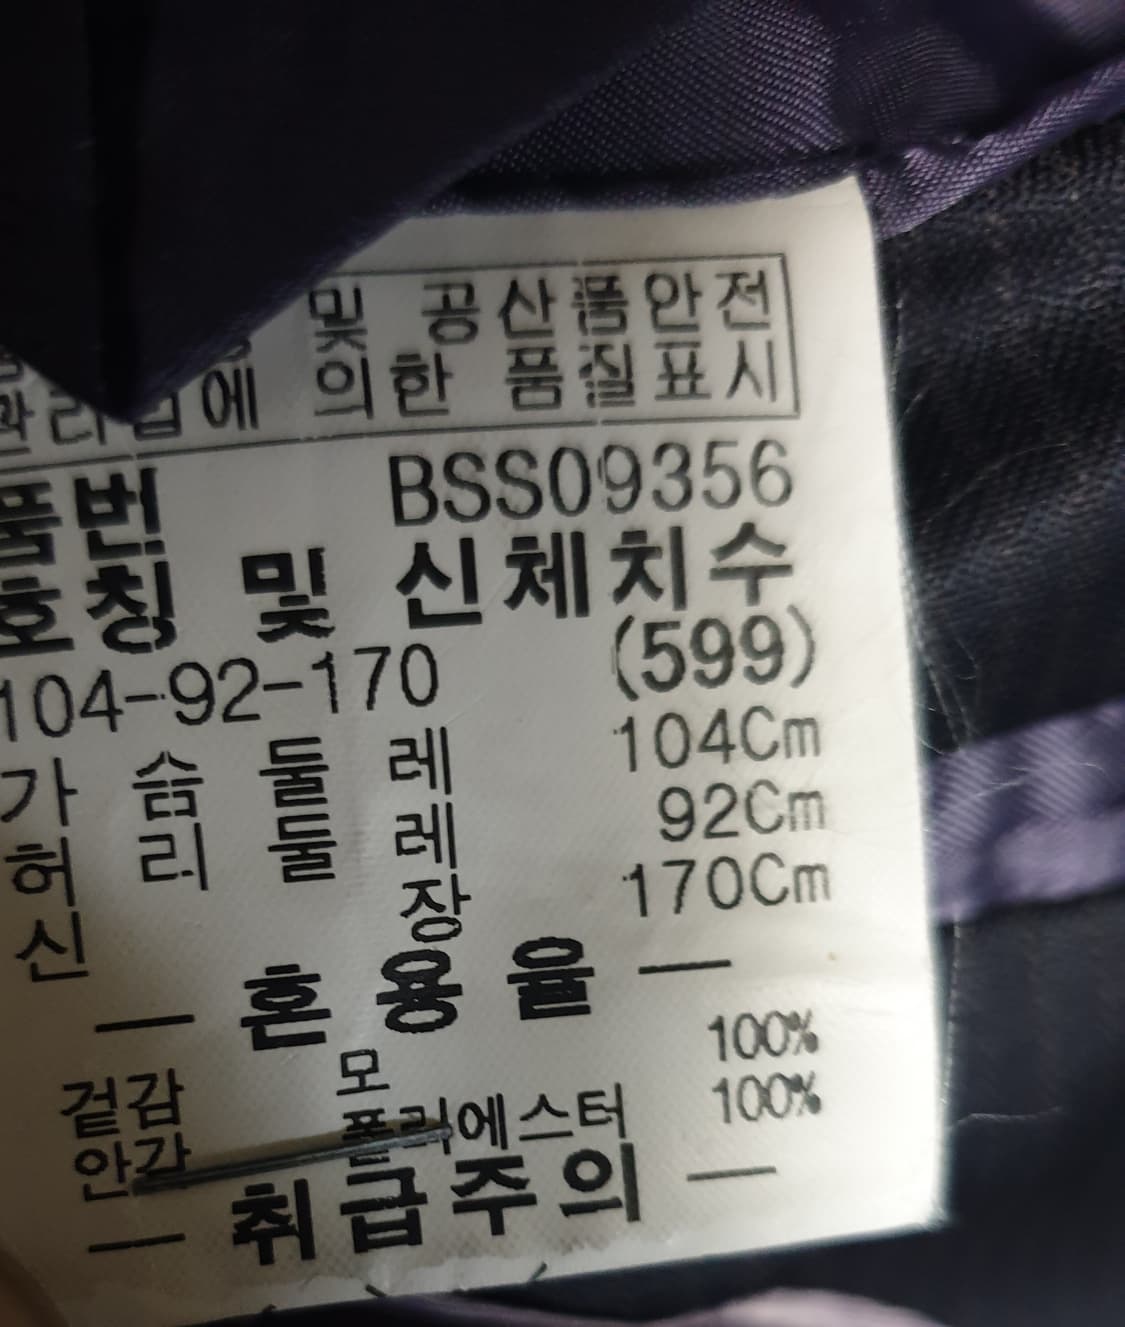 및 공산품안전
관리법에 의한 품질표시
품번 BSS09356
호칭 및 신체치수
(599)
104-92-170
가슴둘레 104Cm
허리둘레 92Cm
신장 170Cm
— 혼용율 —
겉감 모 100%
안감 폴리에스터 100%
— 취급주의 —